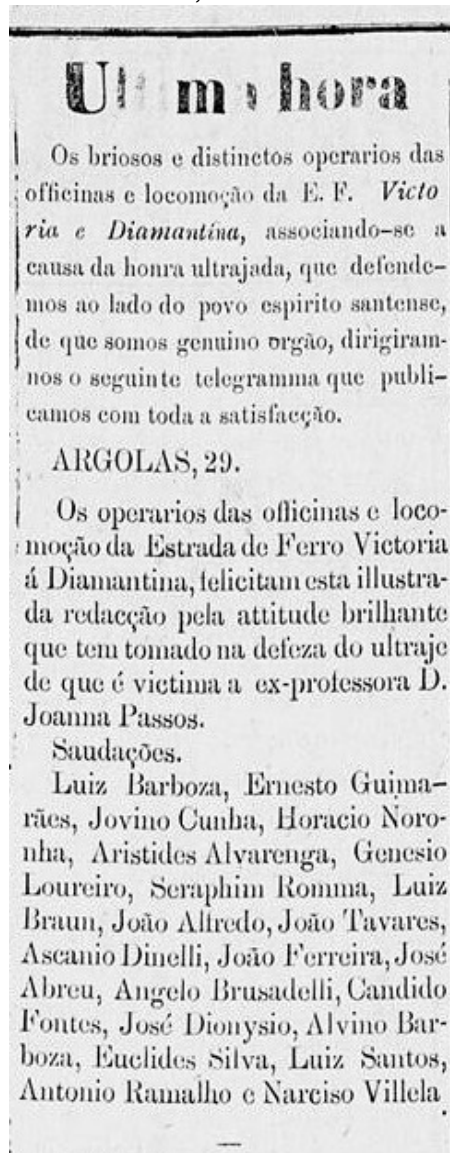 Ultima hora
Os briosos e distinctos operarios das
officinas e locomoção da E. F. Victo
ria e Diamantina, associando-se a
causa da honra ultrajada, que defende-
mos ao lado do povo espirito santense,
de que somos genuino orgão, dirigiram-
nos o seguinte telegramma que publi-
camos com toda a satisfacção.
ARGOLAS, 29.
Os operarios das officinas e loco-
moção da Estrada de Ferro Victoria
á Diamantina, felicitam esta illustra-
da redacção pela attitude brilhante
que tem tomado na defeza do ultraje
de que é victima a ex-professora D.
Joanna Passos.
Saudações.
Luiz Barboza, Ernesto Guima-
rães, Jovino Cunha, Horacio Noro-
nha, Aristides Alvarenga, Genesio
Loureiro, Seraphim Romma, Luiz
Braun, João Alfredo, João Tavares,
Ascanio Dinelli, João Ferreira, José
Abreu, Angelo Brusadelli, Candido
Fontes, José Dionysio, Alvino Bar-
boza, Euclides Silva, Luiz Santos,
Antonio Ramalho e Narciso Villela